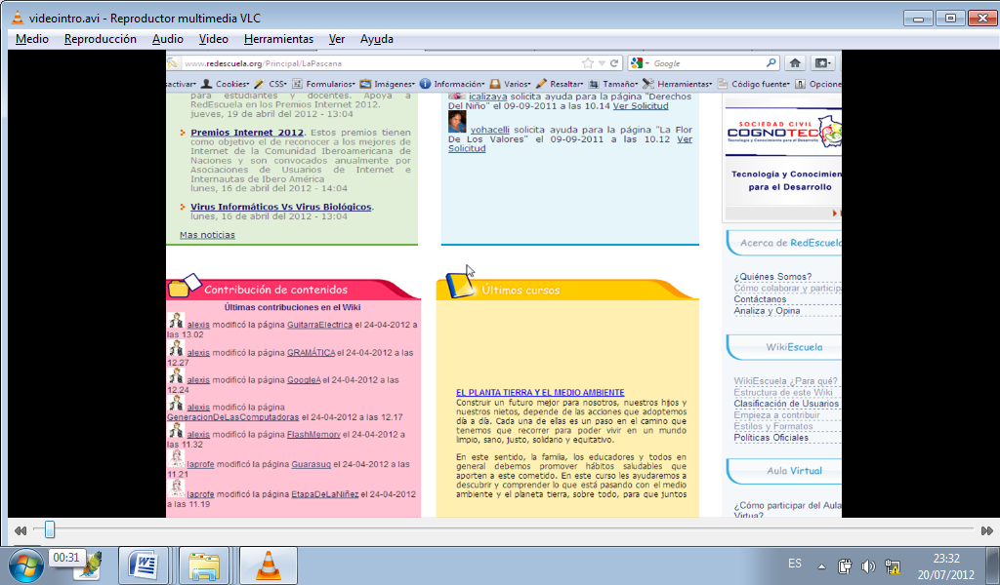 videointro.avi - Reproductor multimedia VLC
Medio Reproducción Audio Video Herramientas Ver Ayuda
www.redescuela.org/Principal/LaPascana
Google
sactivar Cookies CSS Formularios Imágenes Información Varios Resaltar Tamaño Herramientas Código fuente Opcione
para estudiantes y docentes. Apoya a
RedEscuela en los Premios Internet 2012.
jueves, 19 de abril del 2012 - 13:04
Premios Internet 2012. Estos premios tienen
como objetivo el de reconocer a los mejores de
Internet de la Comunidad Iberoamericana de
Naciones y son convocados anualmente por
Asociaciones de Usuarios de Internet e
Internautas de Ibero América
lunes, 16 de abril del 2012 - 14:04
Virus Informáticos Vs Virus Biológicos.
lunes, 16 de abril del 2012 - 13:04
Mas noticias
icalizaya solicita ayuda para la página "Derechos
Del Niño" el 09-09-2011 a las 10.14 Ver Solicitud
yohacelli solicita ayuda para la página "La Flor
De Los Valores" el 09-09-2011 a las 10.12 Ver
Solicitud
SOCIEDAD CIVIL
COGNOTEC
Tecnología y Conocimiento para el Desarrollo
Tecnología y Conocimien
para el Desarrollo
Contribución de contenidos
Últimas contribuciones en el Wiki
alexis modificó la página GuitarraElectrica el 24-04-2012 a
las 13.02
alexis modificó la página GRAMÁTICA el 24-04-2012 a las
12.27
alexis modificó la página GoogleA el 24-04-2012 a las
12.24
alexis modificó la página
GeneracionDeLasComputadoras el 24-04-2012 a las 12.17
alexis modificó la página FlashMemory el 24-04-2012 a
las 11.32
laprofe modificó la página Guarasug el 24-04-2012 a las
11.21
laprofe modificó la página EtapaDeLaNiñez el 24-04-2012
a las 11.19
Últimos cursos
EL PLANTA TIERRA Y EL MEDIO AMBIENTE
Construir un futuro mejor para nosotros, nuestros hijos y
nuestros nietos, depende de las acciones que adoptemos
día a día. Cada una de ellas es un paso en el camino que
tenemos que recorrer para poder vivir en un mundo
limpio, sano, justo, solidario y equitativo.
En este sentido, la familia, los educadores y todos en
general debemos promover hábitos saludables que
aporten a este cometido. En este curso les ayudaremos a
descubrir y comprender lo que está pasando con el medio
ambiente y el planeta tierra, sobre todo, para que juntos
Acerca de RedEscuela
¿Quiénes Somos?
Cómo colaborar y participa
Contáctanos
Analiza y Opina
WikiEscuela
WikiEscuela ¿Para qué?
Estructura de este Wiki
Clasificación de Usuarios
Empieza a contribuir
Estilos y Formatos
Políticas Oficiales
Aula Virtual
¿Cómo participar del Aula
Virtua?
00:31
ES
23:32
20/07/2012